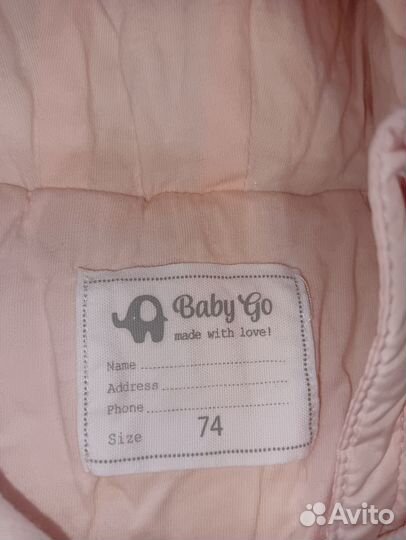 Baby Go
made with love!
Name
Address
Phone
Size 74
Avito